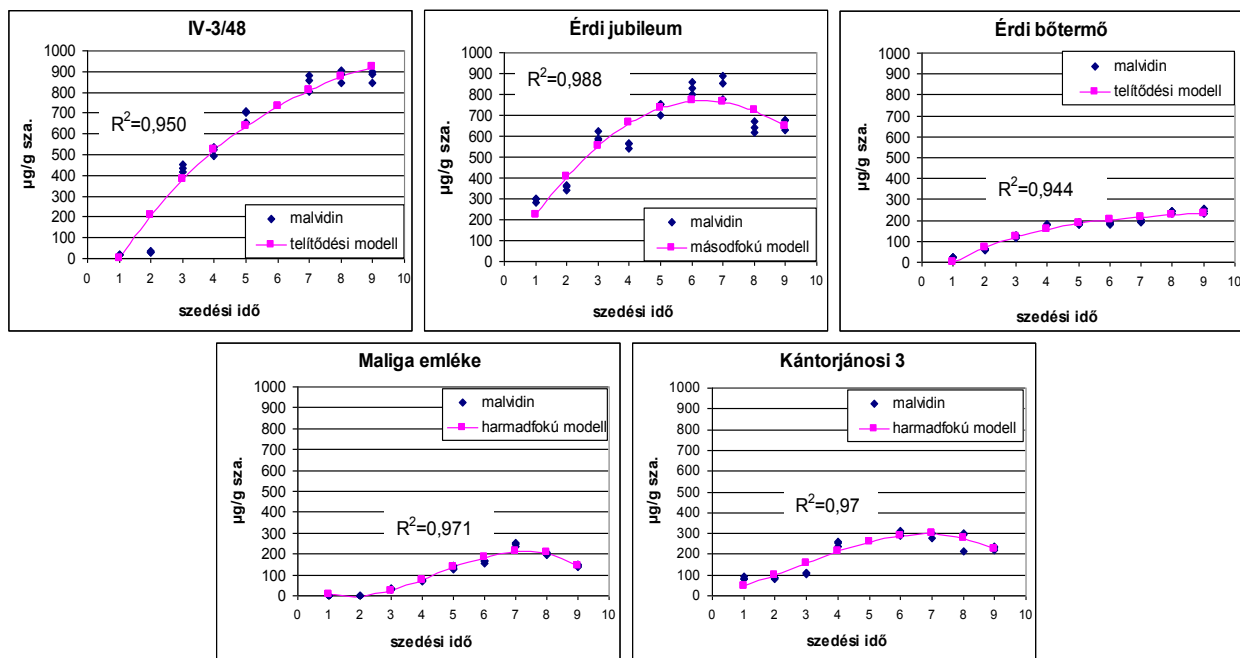 IV-3/48
1000
900
800
700
600
500
400
300
200
100
0
µg/g sza.
R²=0,950
malvidin
telítődési modell
0 1 2 3 4 5 6 7 8 9 10
szedési idő
Érdi jubileum
1000
900
800
700
600
500
400
300
200
100
0
µg/g sza.
R²=0,988
malvidin
másodfokú modell
0 1 2 3 4 5 6 7 8 9 10
szedési idő
Érdi bőtermő
1000
900
800
700
600
500
400
300
200
100
0
µg/g sza.
malvidin
telítődési modell
R²=0,944
0 1 2 3 4 5 6 7 8 9 10
szedési idő
Maliga emléke
1000
900
800
700
600
500
400
300
200
100
0
µg/g sza.
malvidin
harmadfokú modell
R²=0,971
0 1 2 3 4 5 6 7 8 9 10
szedési idő
Kántorjánosi 3
1000
900
800
700
600
500
400
300
200
100
0
µg/g sza.
malvidin
harmadfokú modell
R²=0,97
0 1 2 3 4 5 6 7 8 9 10
szedési idő